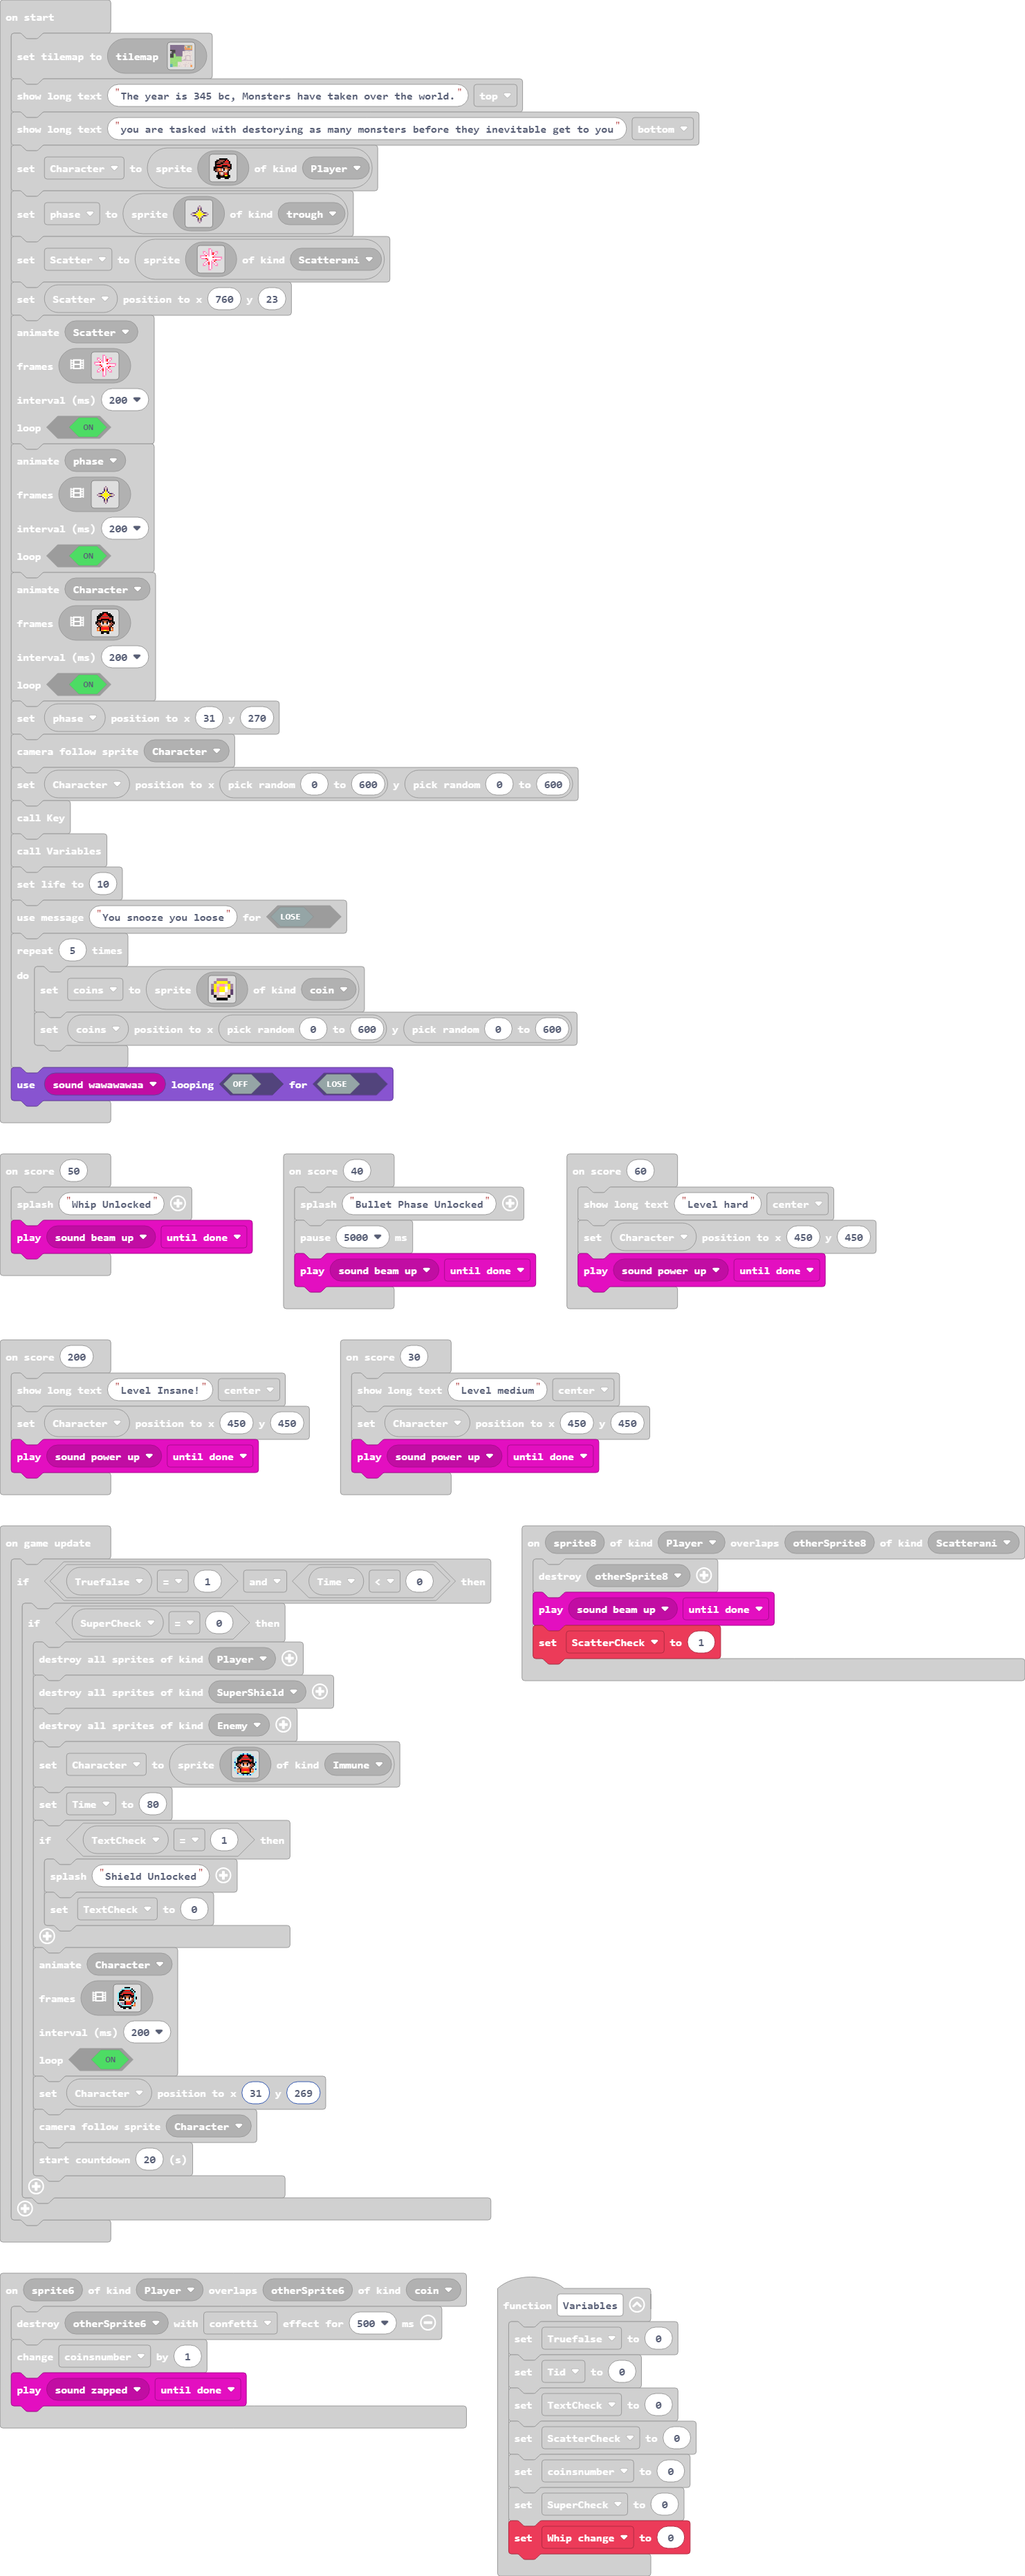 on start
set tilemap to tilemap
show long text "The year is 345 bc, Monsters have taken over the world." top
show long text "you are tasked with destorying as many monsters before they inevitable get to you" bottom
set Character to sprite of kind Player
set phase to sprite of kind trough
set Scatter to sprite of kind Scatterani
set Scatter position to x 760 y 23
animate Scatter
frames
interval (ms) 200
loop ON
animate phase
frames
interval (ms) 200
loop ON
animate Character
frames
interval (ms) 200
loop ON
set phase position to x 31 y 270
camera follow sprite Character
set Character position to x pick random 0 to 600 y pick random 0 to 600
call Key
call Variables
set life to 10
use message "You snooze you loose" for LOSE
repeat 5 times
do
set coins to sprite of kind coin
set coins position to x pick random 0 to 600 y pick random 0 to 600
use sound wawawawaa looping OFF for LOSE
on score 50
splash "Whip Unlocked"
play sound beam up until done
on score 40
splash "Bullet Phase Unlocked"
pause 5000 ms
play sound beam up until done
on score 60
show long text "Level hard" center
set Character position to x 450 y 450
play sound power up until done
on score 200
show long text "Level Insane!" center
set Character position to x 450 y 450
play sound power up until done
on score 30
show long text "Level medium" center
set Character position to x 450 y 450
play sound power up until done
on game update
if Truefalse = 1 and Time < 0 then
if SuperCheck = 0 then
destroy all sprites of kind Player
destroy all sprites of kind SuperShield
destroy all sprites of kind Enemy
set Character to sprite of kind Immune
set Time to 80
if TextCheck = 1 then
splash "Shield Unlocked"
set TextCheck to 0
animate Character
frames
interval (ms) 200
loop ON
set Character position to x 31 y 269
camera follow sprite Character
start countdown 20 (s)
on sprite8 of kind Player overlaps otherSprite8 of kind Scatterani
destroy otherSprite8
play sound beam up until done
set ScatterCheck to 1
on sprite6 of kind Player overlaps otherSprite6 of kind coin
destroy otherSprite6 with confetti effect for 500 ms
change coinsnumber by 1
play sound zapped until done
function Variables
set Truefalse to 0
set Tid to 0
set TextCheck to 0
set ScatterCheck to 0
set coinsnumber to 0
set SuperCheck to 0
set Whip change to 0